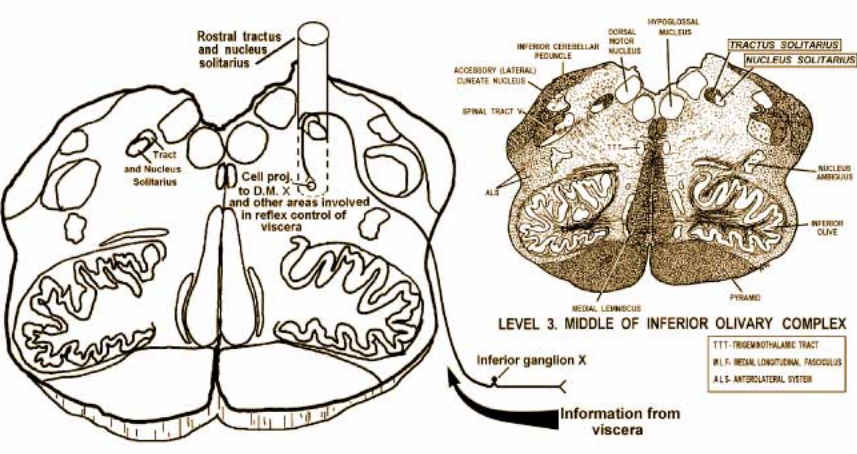 Rostral tractus
and nucleus
solitarius
Tract
and Nucleus
Solitarius
Cell proj.
to D.M. X
and other areas involved
in reflex control of
viscera
Inferior ganglion X
Information from
viscera
HYPOGLOSSAL
NUCLEUS
DORSAL
MOTOR
NUCLEUS
TRACTUS SOLITARIUS
NUCLEUS SOLITARIUS
INFERIOR CEREBELLAR
PEDUNCLE
ACCESSORY (LATERAL)
CUNEATE NUCLEUS
SPINAL TRACT V
TTT
ALS
NUCLEUS
AMBIGUUS
INFERIOR
OLIVE
MEDIAL LEMNISCUS
PYRAMID
LEVEL 3. MIDDLE OF INFERIOR OLIVARY COMPLEX
TTT-TRIGEMINOTHALAMIC TRACT
MLF-MEDIAL LONGITUDINAL FASCICULUS
ALS-ANTEROLATERAL SYSTEM